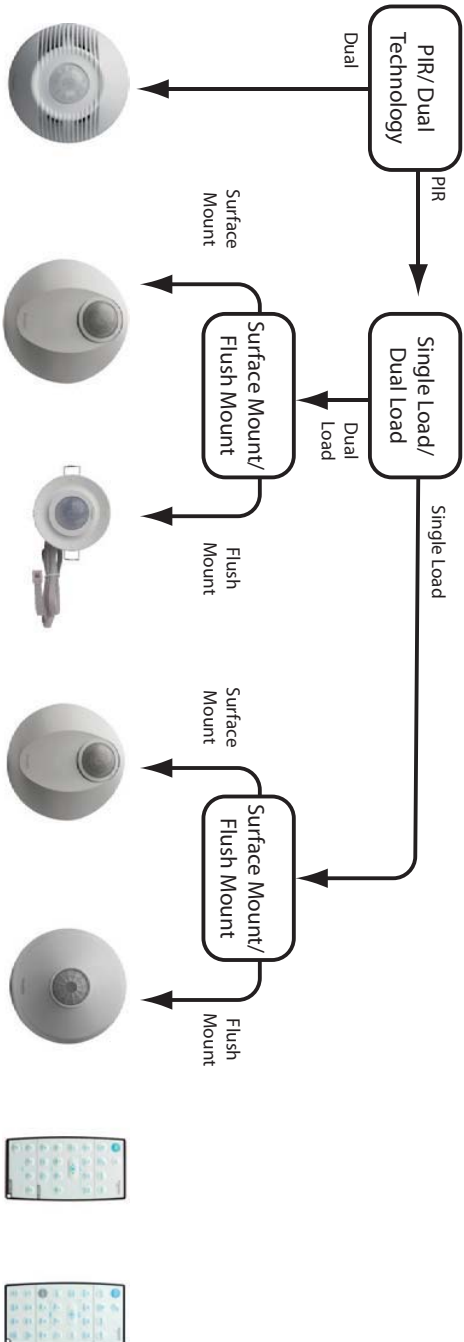 PIR/ Dual
Technology
PIR
Dual
Single Load/
Dual Load
Single Load
Dual
Load
Surface Mount/
Flush Mount
Surface
Mount
Flush
Mount
Surface Mount/
Flush Mount
Surface
Mount
Flush
Mount